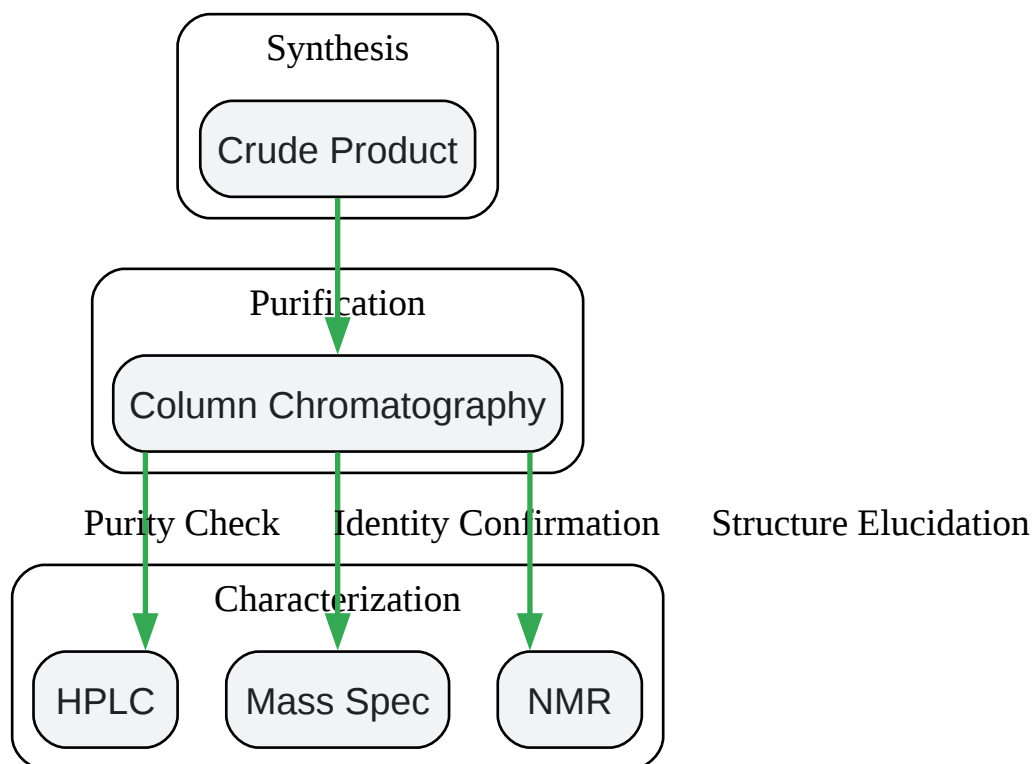 Synthesis
Crude Product
Purification
Column Chromatography
Purity Check
Identity Confirmation
Structure Elucidation
Characterization
HPLC
Mass Spec
NMR